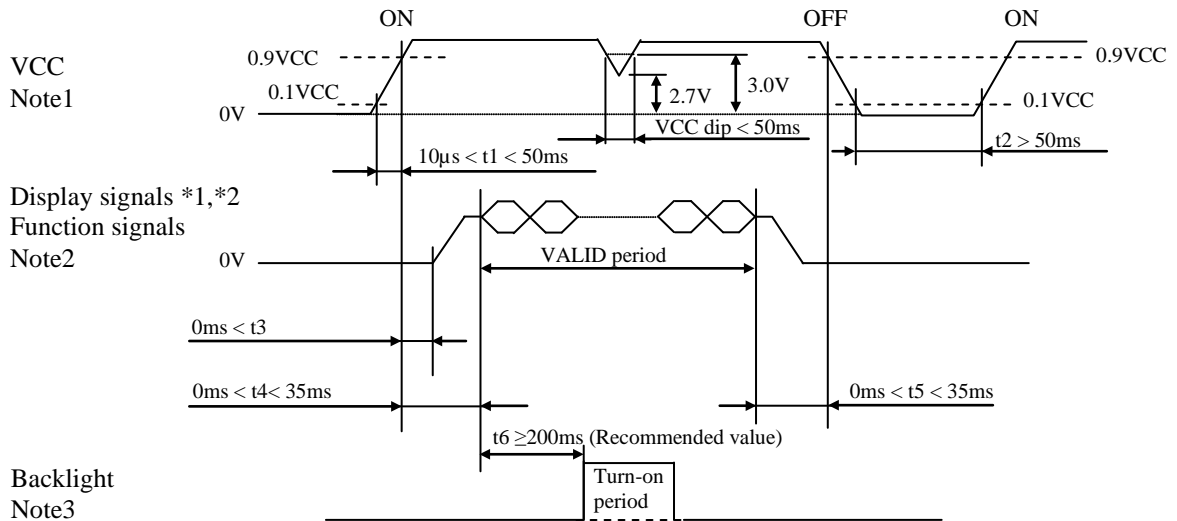 ON OFF ON
0.9VCC 0.9VCC
VCC
Note1
3.0V
2.7V
0.1VCC 0.1VCC
0V
VCC dip < 50ms
t2 > 50ms
10µs < t1 < 50ms
Display signals *1,*2
Function signals
Note2
0V
VALID period
0ms < t3
0ms < t4< 35ms
0ms < t5 < 35ms
t6 ≥200ms (Recommended value)
Backlight
Note3
Turn-on
period